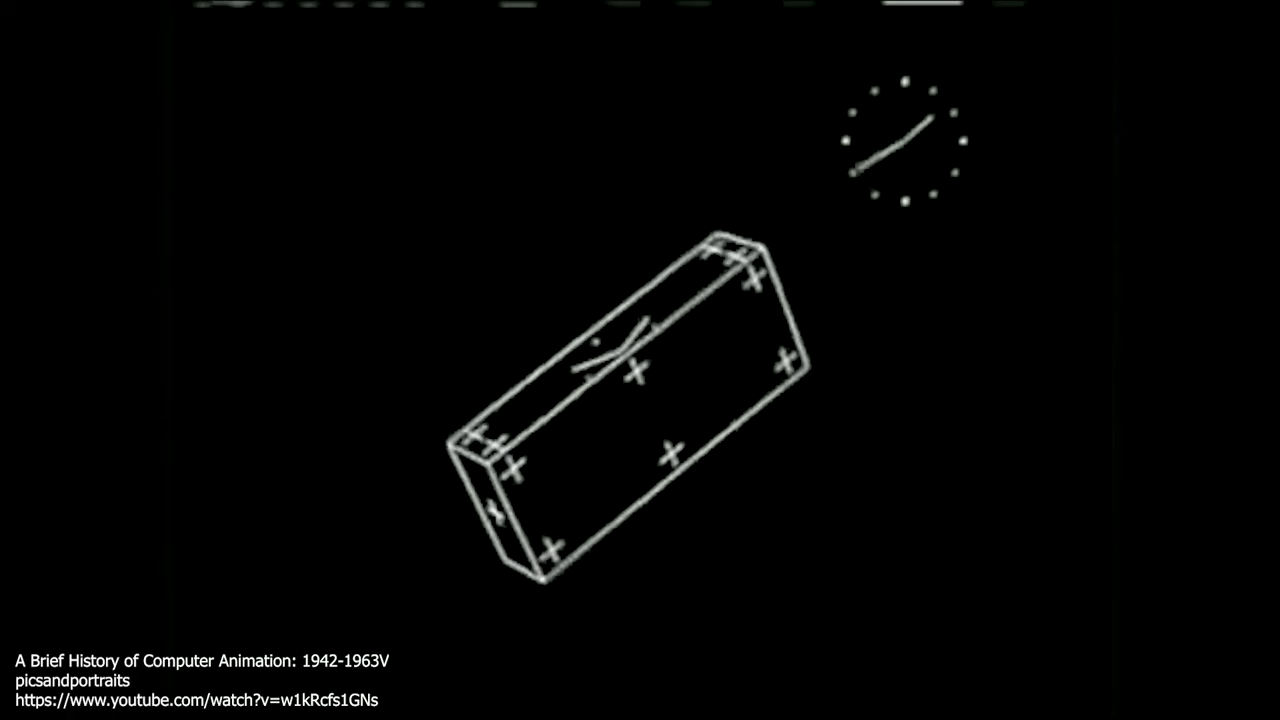 A Brief History of Computer Animation: 1942-1963V
picsandportraits
https://www.youtube.com/watch?v=w1kRcfs1GNs